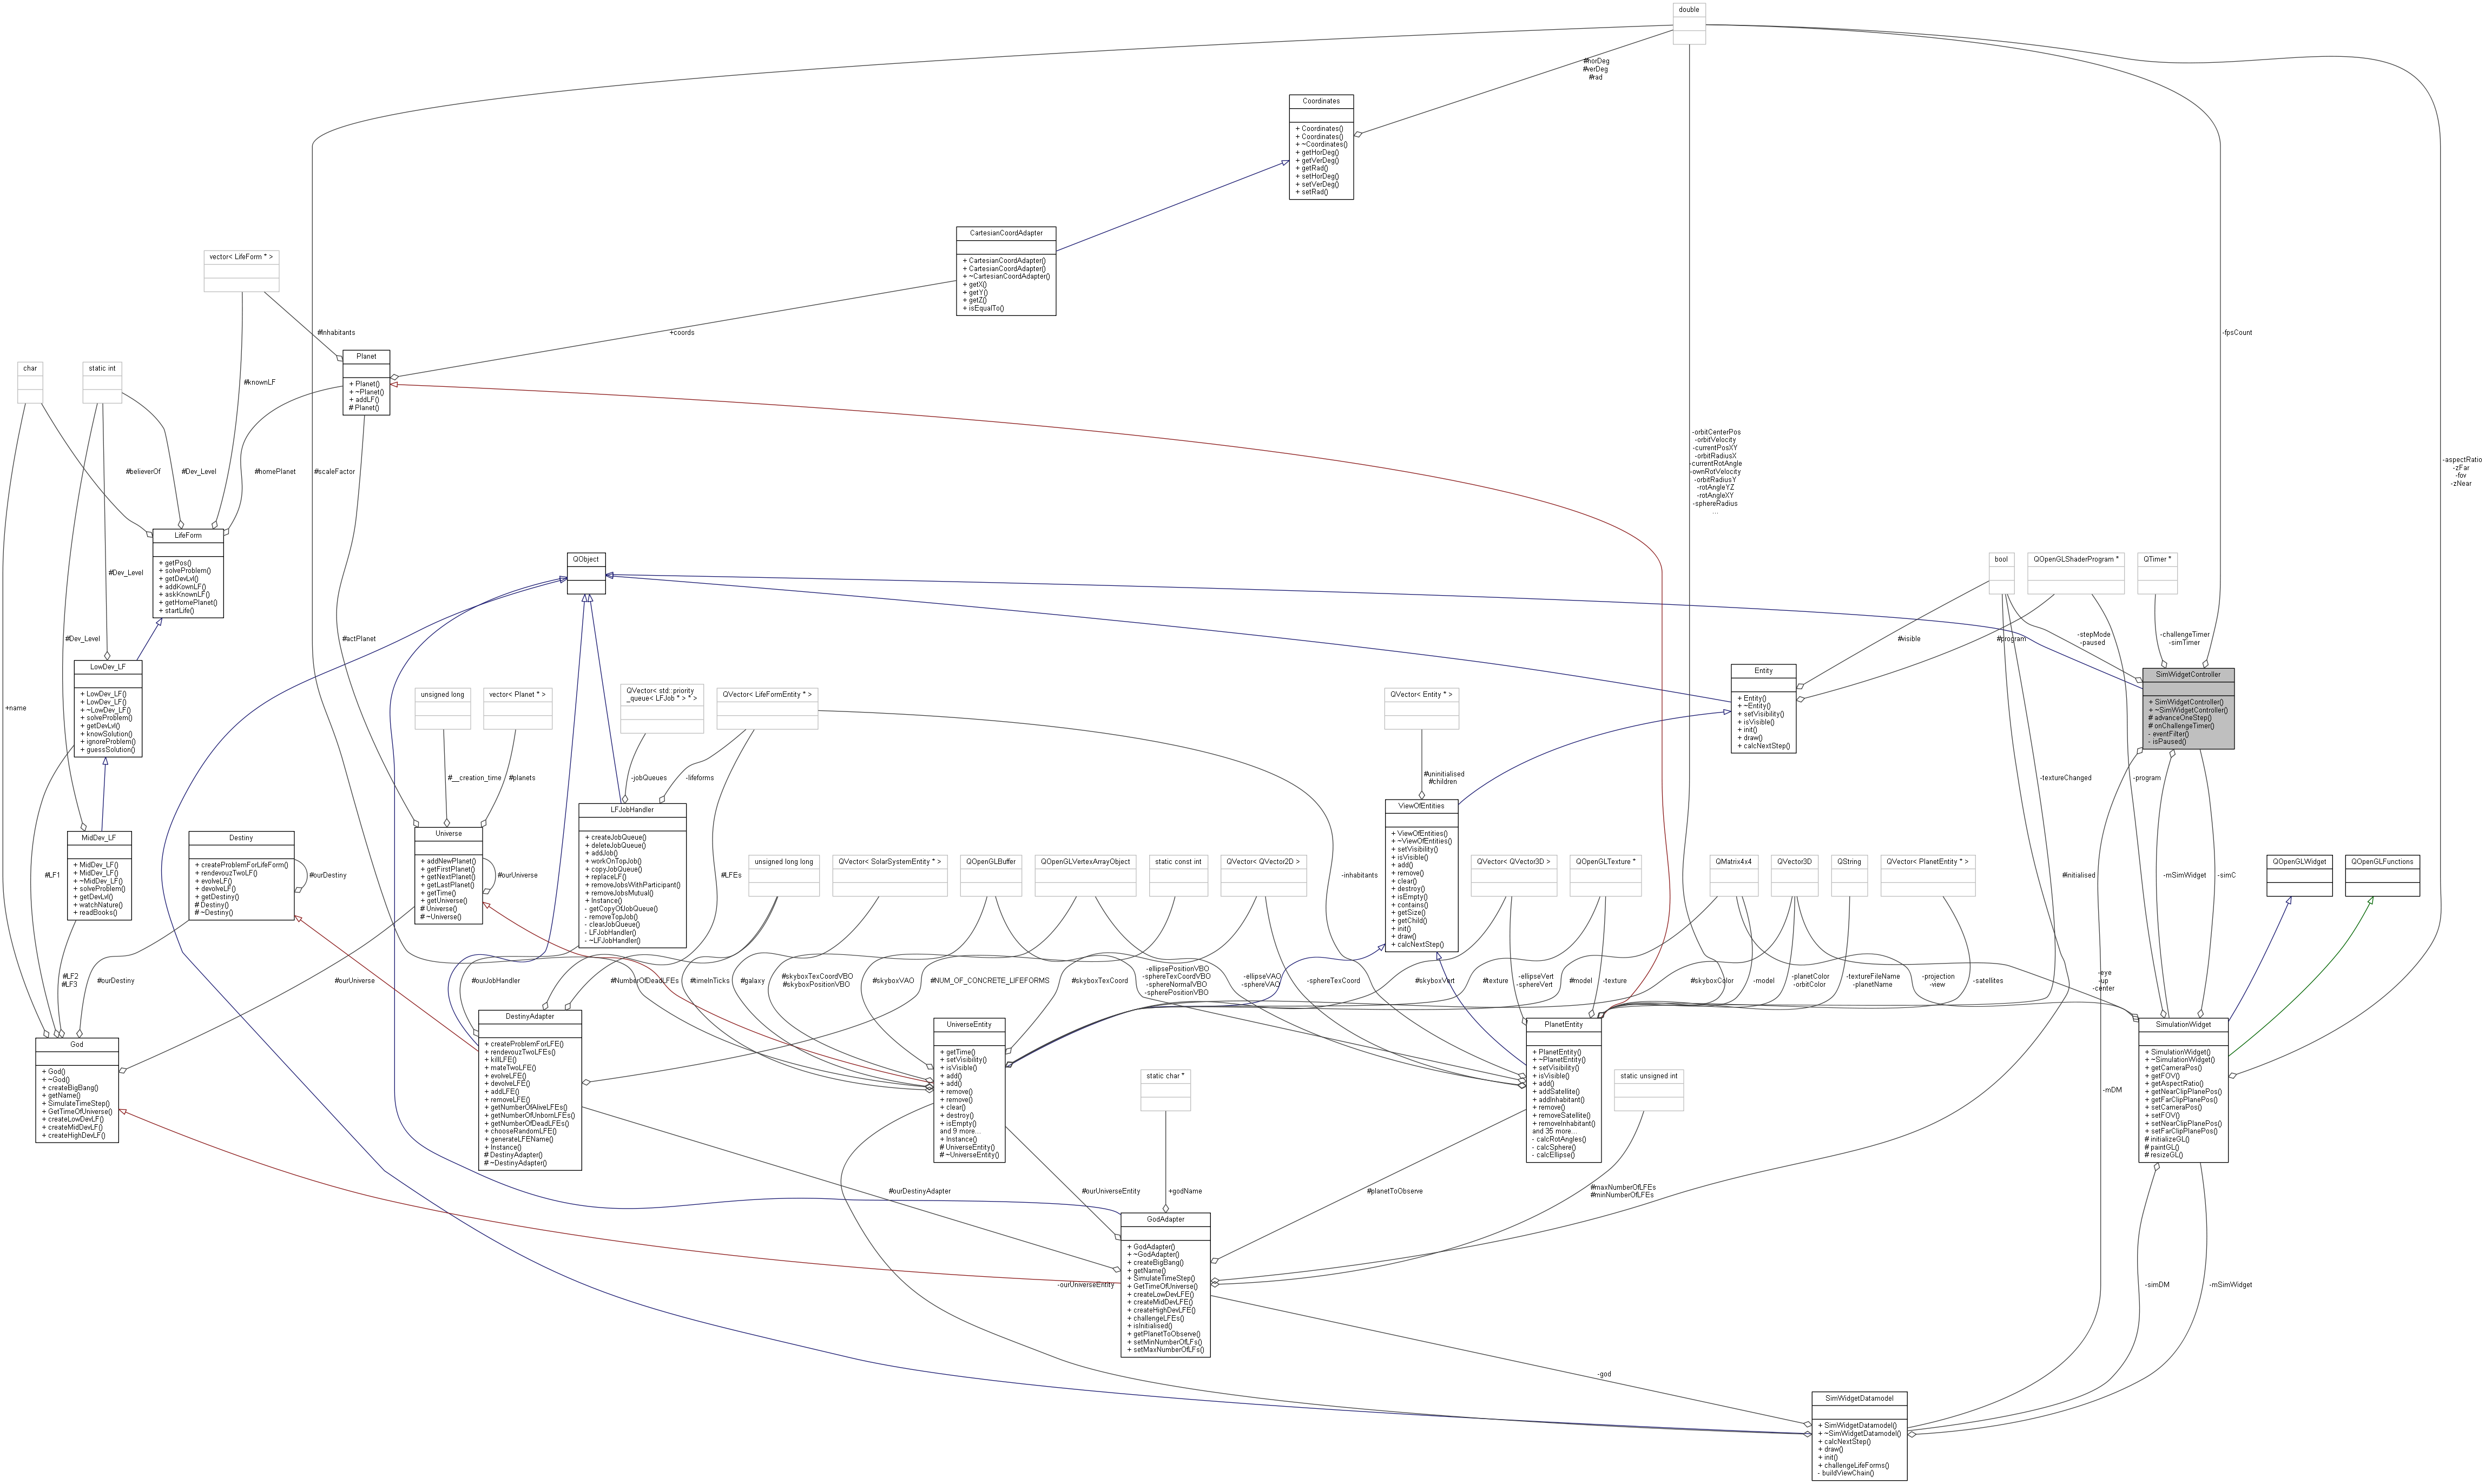 double
#horDeg
#verDeg
#rad
Coordinates
+ Coordinates()
+ Coordinates()
+ ~Coordinates()
+ getHorDeg()
+ getVerDeg()
+ getRad()
+ setHorDeg()
+ setVerDeg()
+ setRad()
CartesianCoordAdapter
+ CartesianCoordAdapter()
+ CartesianCoordAdapter()
+ ~CartesianCoordAdapter()
+ getX()
+ getY()
+ getZ()
+ isEqualTo()
vector< LifeForm * >
#Inhabitants
+coords
-fpsCount
Planet
+ Planet()
+ ~Planet()
+ addLF()
# Planet()
char
static int
#knownLF
#believerOf
#Dev_Level
#homePlanet
#scaleFactor
-orbitCenterPos
-orbitVelocity
-currentPosXY
-orbitRadiusX
-currentRotAngle
-ownRotVelocity
-orbitRadiusY
-rotAngleYZ
-rotAngleXY
-sphereRadius
...
-aspectRatio
-zFar
-fov
-zNear
LifeForm
+ getPos()
+ solveProblem()
+ getDevLvl()
+ addKownLF()
+ askKnownLF()
+ getHomePlanet()
+ startLife()
QObject
bool
QOpenGLShaderProgram *
QTimer *
#Dev_Level
#Dev_Level
#actPlanet
#visible
#program
-stepMode
-paused
-challengeTimer
-simTimer
LowDev_LF
+ LowDev_LF()
+ LowDev_LF()
+ ~LowDev_LF()
+ solveProblem()
+ getDevLvl()
+ knowSolution()
+ ignoreProblem()
+ guessSolution()
Entity
+ Entity()
+ ~Entity()
+ setVisibility()
+ isVisible()
+ init()
+ draw()
+ calcNextStep()
SimWidgetController
+ SimWidgetController()
+ ~SimWidgetController()
# advanceOneStep()
# onChallengeTimer()
- eventFilter()
- isPaused()
+name
unsigned long
vector< Planet * >
QVector< std::priority
_queue< LFJob * > * >
QVector< LifeFormEntity * >
QVector< Entity * >
#__creation_time
#planets
-jobQueues
-lifeforms
#uninitialised
#children
-textureChanged
-program
MidDev_LF
+ MidDev_LF()
+ MidDev_LF()
+ ~MidDev_LF()
+ solveProblem()
+ getDevLvl()
+ watchNature()
+ readBooks()
Destiny
+ createProblemForLifeForm()
+ rendevouzTwoLF()
+ evolveLF()
+ devolveLF()
+ getDestiny()
# Destiny()
# ~Destiny()
#ourDestiny
Universe
+ addNewPlanet()
+ getFirstPlanet()
+ getNextPlanet()
+ getLastPlanet()
+ getTime()
+ getUniverse()
# Universe()
# ~Universe()
#ourUniverse
LFJobHandler
+ createJobQueue()
+ deleteJobQueue()
+ addJob()
+ workOnTopJob()
+ copyJobQueue()
+ replaceLF()
+ removeJobsWithParticipant()
+ removeJobsMutual()
+ Instance()
- getCopyOfJobQueue()
- removeTopJob()
- clearJobQueue()
- LFJobHandler()
- ~LFJobHandler()
ViewOfEntities
+ ViewOfEntities()
+ ~ViewOfEntities()
+ setVisibility()
+ isVisible()
+ add()
+ remove()
+ clear()
+ destroy()
+ isEmpty()
+ contains()
+ getSize()
+ getChild()
+ init()
+ draw()
+ calcNextStep()
#LF1
#LFEs
unsigned long long
QVector< SolarSystemEntity * >
QOpenGLBuffer
QOpenGLVertexArrayObject
static const int
QVector< QVector2D >
-inhabitants
QVector< QVector3D >
QOpenGLTexture *
QMatrix4x4
QVector3D
QString
QVector< PlanetEntity * >
#initialised
-mSimWidget
-simC
QOpenGLWidget
QOpenGLFunctions
#LF2
#LF3
#ourDestiny
#ourUniverse
#ourJobHandler
#NumberOfDeadLFEs
#timeInTicks
#galaxy
#skyboxTexCoordVBO
#skyboxPositionVBO
#skyboxVAO
#NUM_OF_CONCRETE_LIFEFORMS
#skyboxTexCoord
-ellipsePositionVBO
-sphereTexCoordVBO
-sphereNormalVBO
-spherePositionVBO
-ellipseVAO
-sphereVAO
-sphereTexCoord
#skyboxVert
#texture
-ellipseVert
-sphereVert
#model
-texture
#skyboxColor
-model
-planetColor
-orbitColor
-textureFileName
-planetName
-projection
-view
-satellites
-eye
-up
-center
God
+ God()
+ ~God()
+ createBigBang()
+ getName()
+ SimulateTimeStep()
+ GetTimeOfUniverse()
+ createLowDevLF()
+ createMidDevLF()
+ createHighDevLF()
DestinyAdapter
+ createProblemForLFE()
+ rendevouzTwoLFEs()
+ killLFE()
+ mateTwoLFE()
+ evolveLFE()
+ devolveLFE()
+ addLFE()
+ removeLFE()
+ getNumberOfAliveLFEs()
+ getNumberOfUnbornLFEs()
+ getNumberOfDeadLFEs()
+ chooseRandomLFE()
+ generateLFEName()
+ Instance()
# DestinyAdapter()
# ~DestinyAdapter()
UniverseEntity
+ getTime()
+ setVisibility()
+ isVisible()
+ add()
+ add()
+ remove()
+ remove()
+ clear()
+ destroy()
+ isEmpty()
and 9 more...
+ Instance()
# UniverseEntity()
# ~UniverseEntity()
PlanetEntity
+ PlanetEntity()
+ ~PlanetEntity()
+ setVisibility()
+ isVisible()
+ add()
+ addSatellite()
+ addInhabitant()
+ remove()
+ removeSatellite()
+ removeInhabitant()
and 35 more...
- calcRotAngles()
- calcSphere()
- calcEllipse()
SimulationWidget
+ SimulationWidget()
+ ~SimulationWidget()
+ getCameraPos()
+ getFOV()
+ getAspectRatio()
+ getNearClipPlanePos()
+ getFarClipPlanePos()
+ setCameraPos()
+ setFOV()
+ setNearClipPlanePos()
+ setFarClipPlanePos()
# initializeGL()
# paintGL()
# resizeGL()
static char *
static unsigned int
-mDM
#ourDestinyAdapter
#ourUniverseEntity
+godName
#planetToObserve
#maxNumberOfLFEs
#minNumberOfLFEs
GodAdapter
+ GodAdapter()
+ ~GodAdapter()
+ createBigBang()
+ getName()
+ SimulateTimeStep()
+ GetTimeOfUniverse()
+ createLowDevLFE()
+ createMidDevLFE()
+ createHighDevLFE()
+ challengeLFEs()
+ isInitialised()
+ getPlanetToObserve()
+ setMinNumberOfLFs()
+ setMaxNumberOfLFs()
-ourUniverseEntity
-simDM
-mSimWidget
-god
SimWidgetDatamodel
+ SimWidgetDatamodel()
+ ~SimWidgetDatamodel()
+ calcNextStep()
+ draw()
+ init()
+ challengeLifeForms()
- buildViewChain()